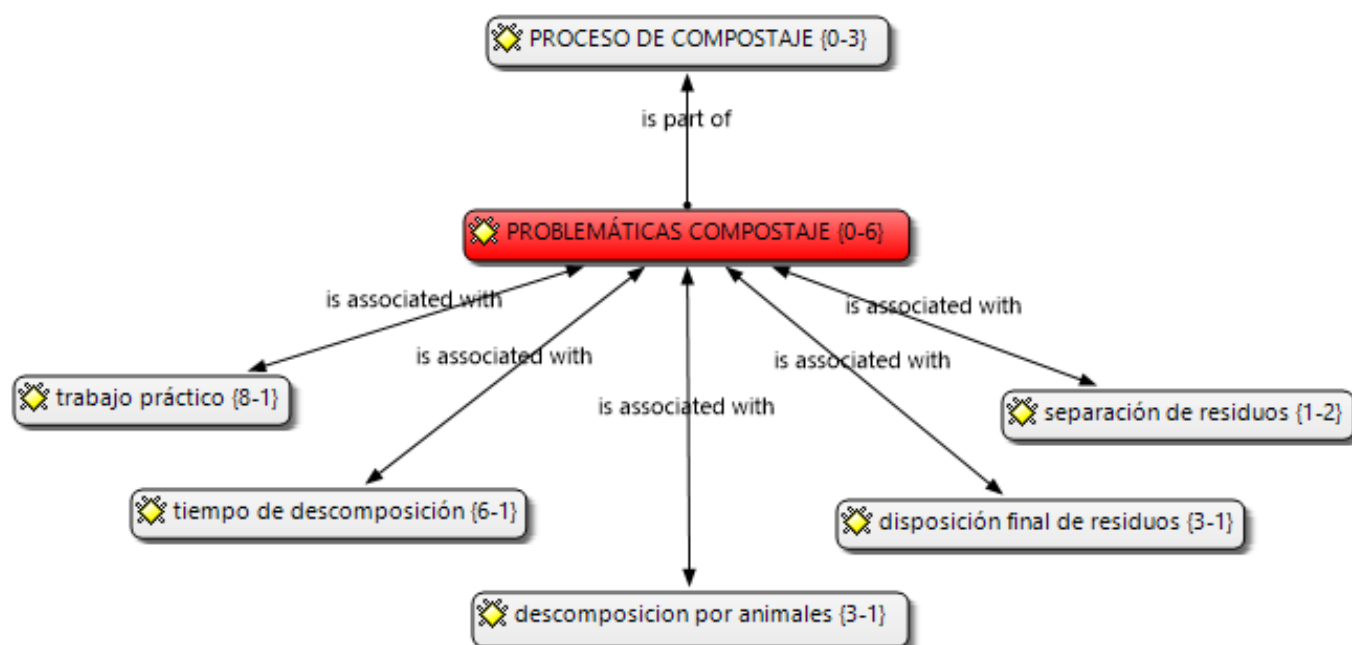 PROCESO DE COMPOSTAJE {0-3}
is part of
PROBLEMÁTICAS COMPOSTAJE {0-6}
is associated with
is associated with
is associated with
is associated with
is associated with
trabajo práctico {8-1}
separación de residuos {1-2}
tiempo de descomposición {6-1}
disposición final de residuos {3-1}
descomposicion por animales {3-1}